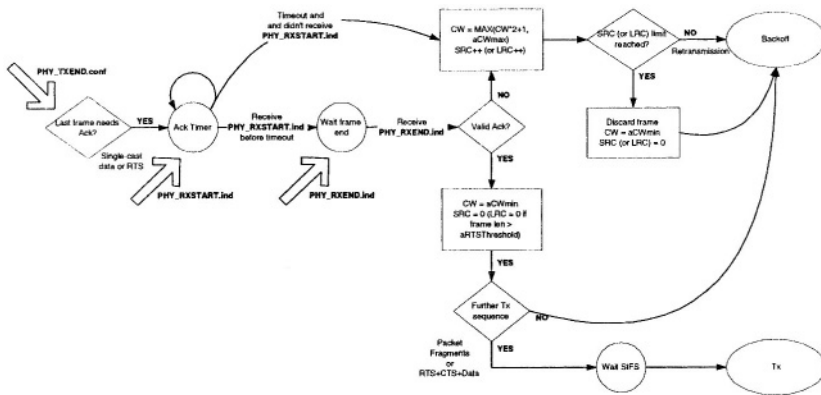 Timeout and
and didn't receive
PHY_RXSTART.ind
CW = MAX(CW*2+1,
aCWmax)
SRC++ (or LRC++)
SRC (or LRC) limit
reached?
NO
Retransmission
Backoff
PHY_TXEND.conf
YES
NO
Last frame needs
Ack?
YES
Ack Timer
Receive
PHY_RXSTART.ind
before timeout
Wait frame
end
Receive
PHY_RXEND.ind
Valid Ack?
Discard frame
CW = aCWmin
SRC (or LRC) = 0
Single-cast
data or RTS
PHY_RXSTART.ind
PHY_RXEND.ind
YES
CW = aCWmin
SRC = 0 (LRC = 0 if
frame len >
aRTSThreshold)
YES
Further Tx
sequence
NO
Packet
Fragments
or
RTS+CTS+Data
YES
Wait SIFS
Tx